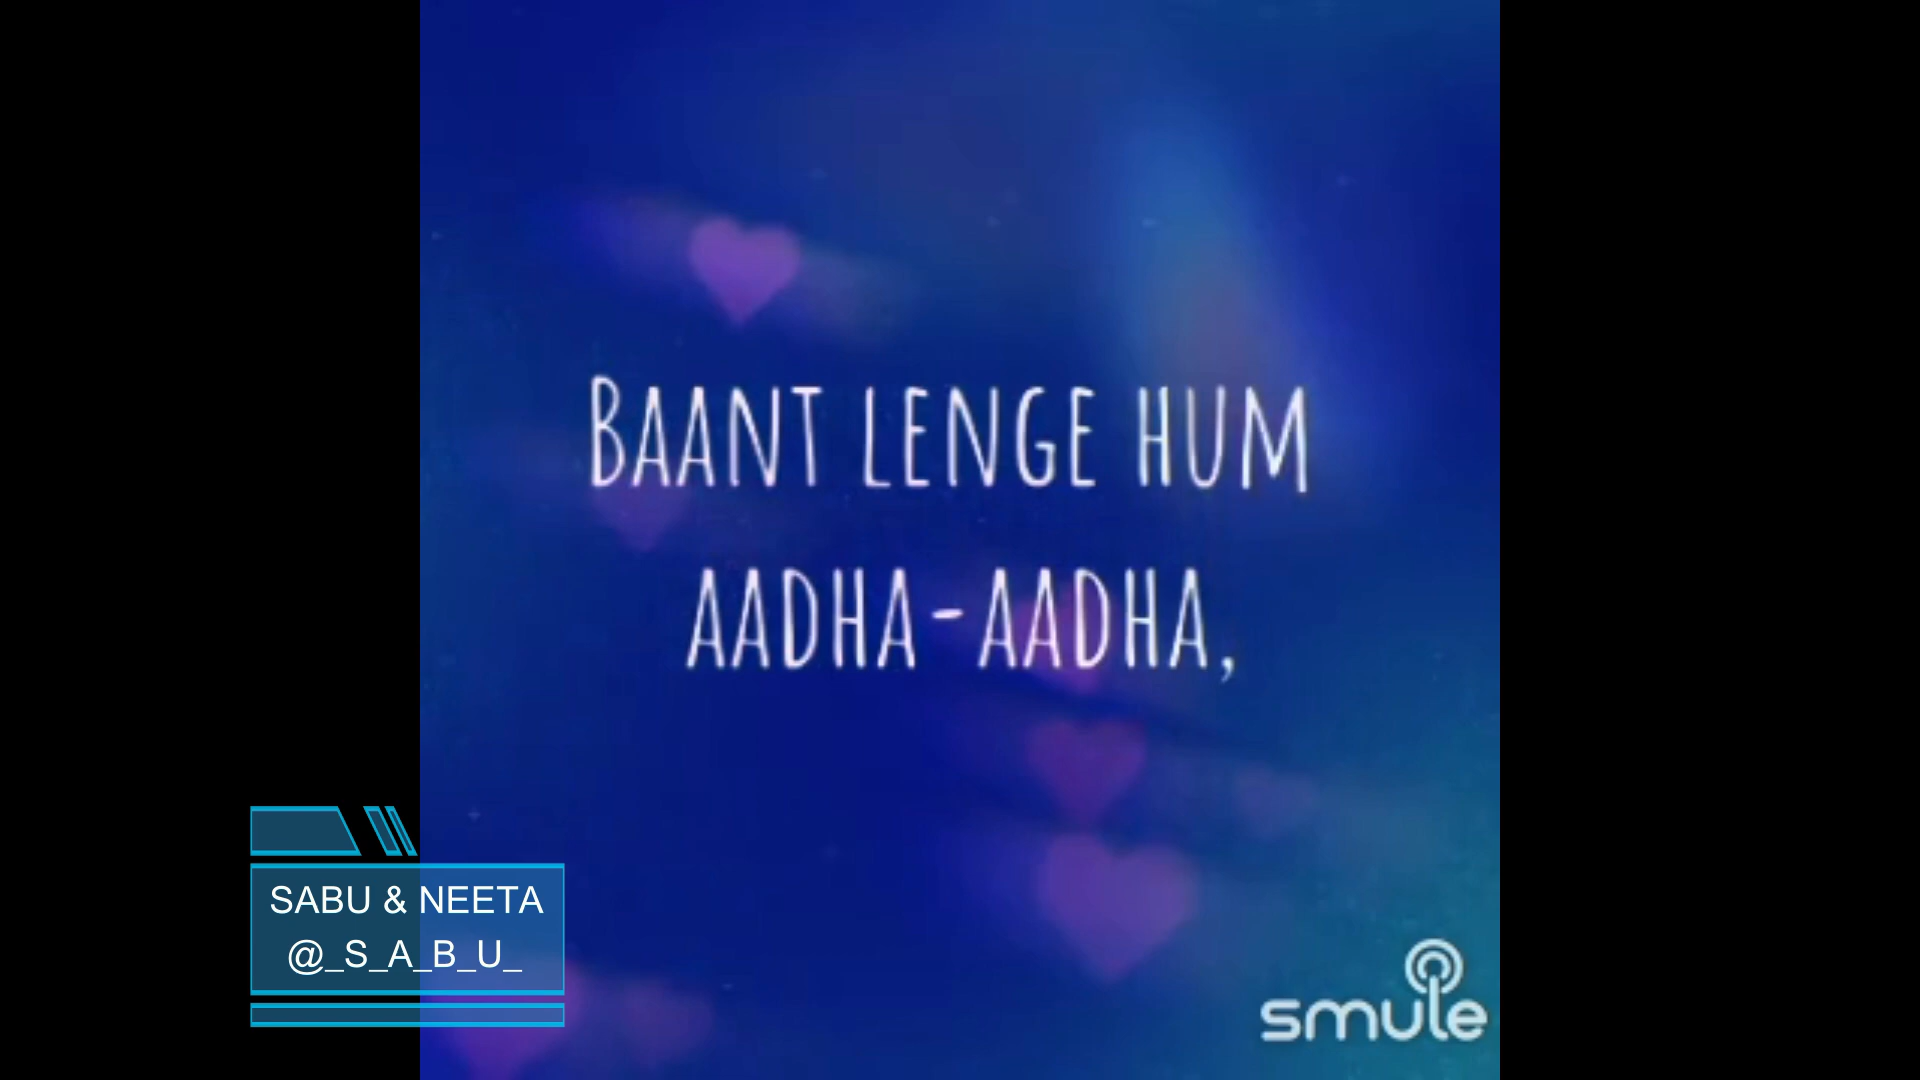 BAANT LENGE HUM
AADHA-AADHA,
SABU & NEETA
@_S_A_B_U_
smule